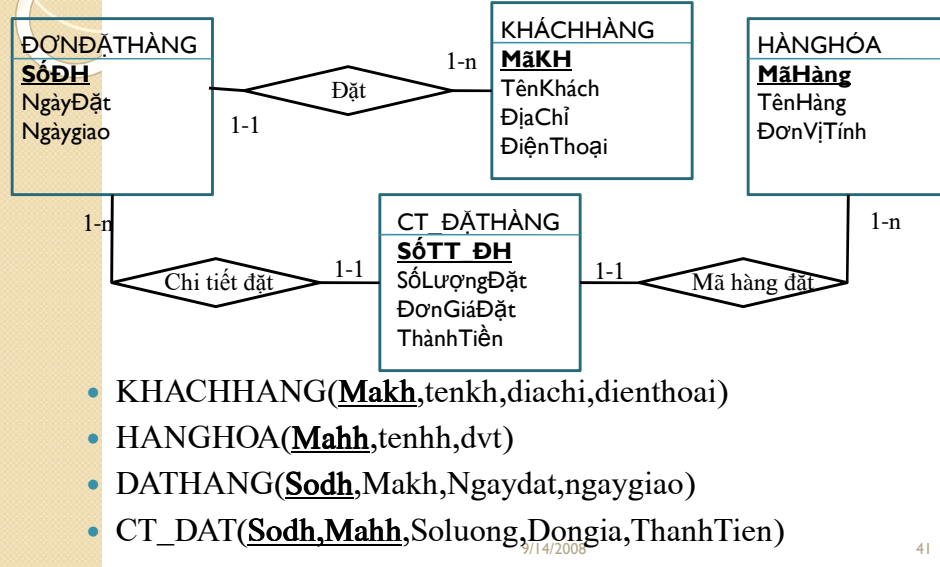 ĐƠNĐẶTHÀNG
SốĐH
NgàyĐặt
Ngàygiao
1-1
Đặt
1-n
KHÁCHHÀNG
MãKH
TênKhách
ĐịaChỉ
ĐiệnThoại
HÀNGHÓA
MãHàng
TênHàng
ĐơnVịTính
1-n
Chi tiết đặt
1-1
CT_ĐẶTHÀNG
SốTT_ĐH
SốLượngĐặt
ĐơnGiáĐặt
ThànhTiền
1-1
Mã hàng đặt
1-n
• KHACHHANG(Makh,tenkh,diachi,dienthoai)
• HANGHOA(Mahh,tenhh,dvt)
• DATHANG(Sodh,Makh,Ngaydat,ngaygiao)
• CT_DAT(Sodh,Mahh,Soluong,Dongia,ThanhTien)
9/14/2008
41